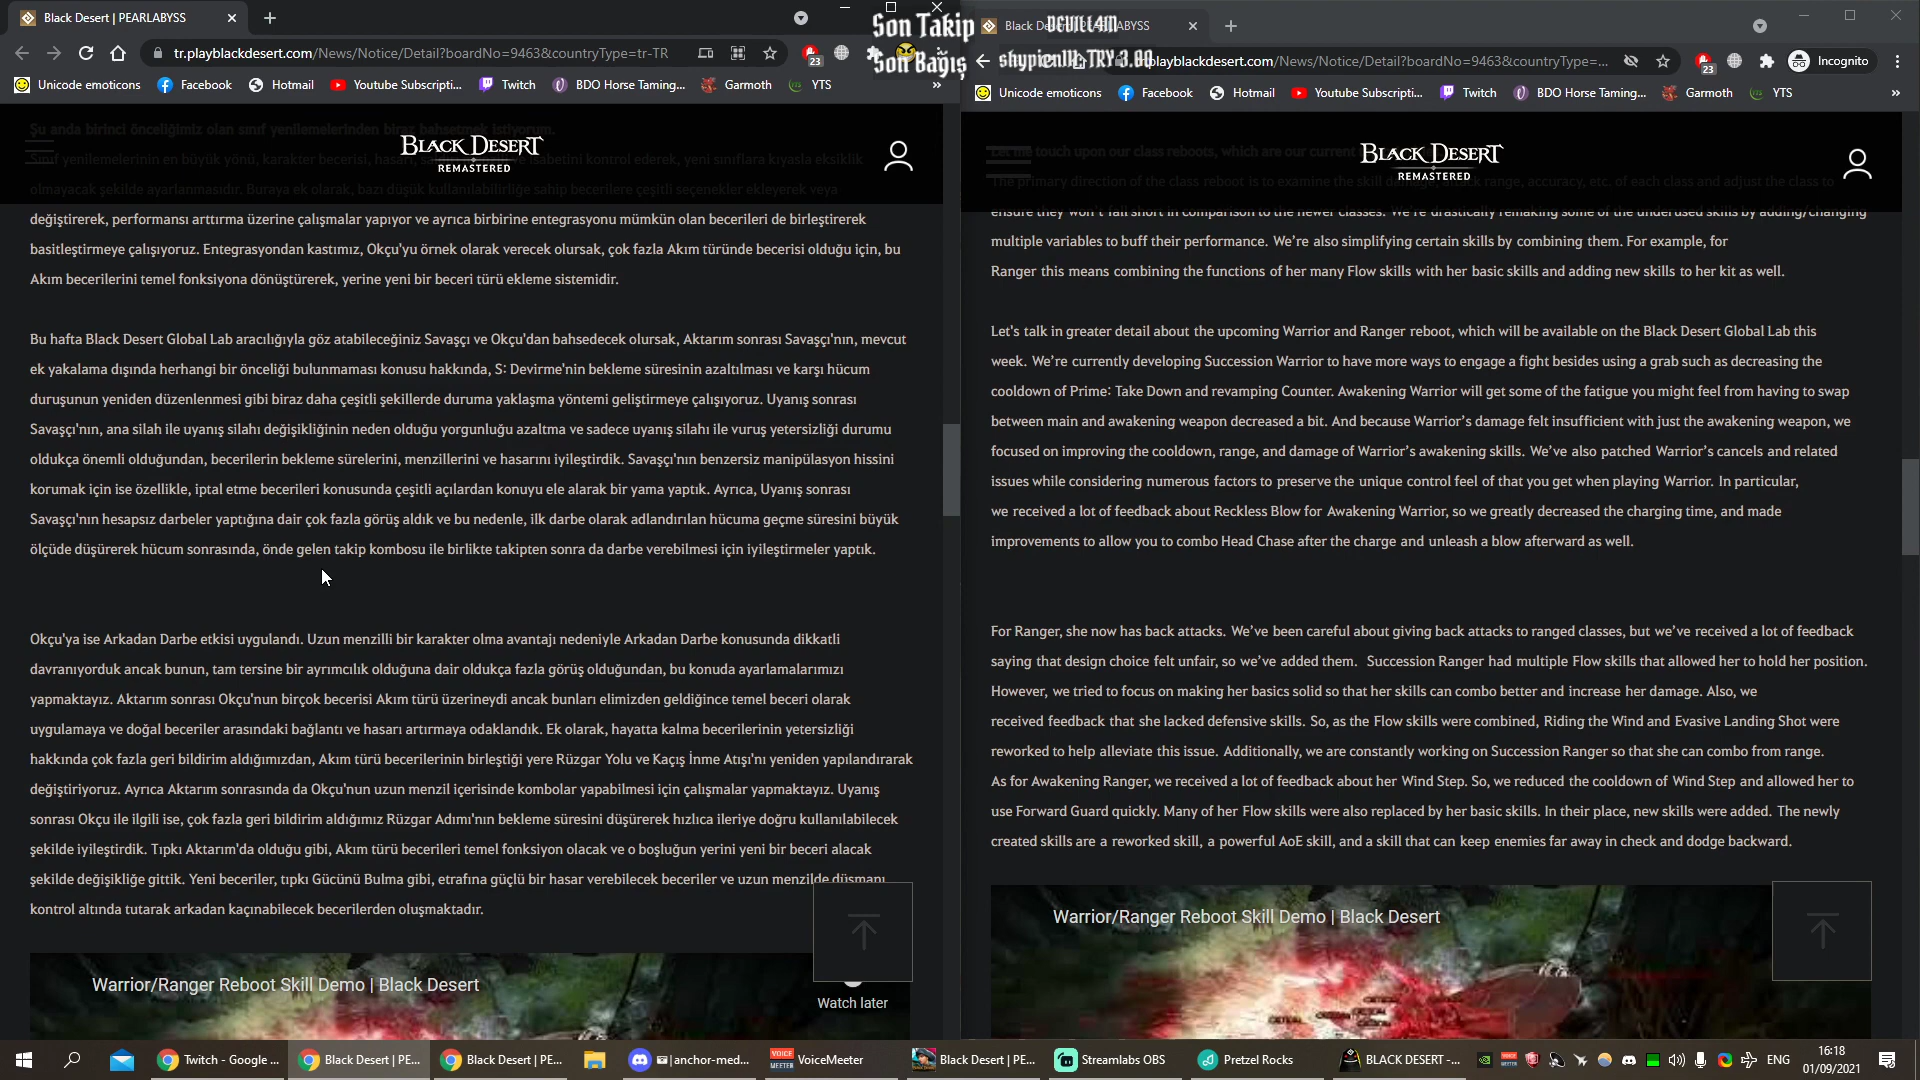 Black Desert | PEARLABYSS
tr.playblackdesert.com/News/Notice/Detail?boardNo=9463&countryType=tr-TR
23
Unicode emotions
Facebook
Hotmail
Youtube Subscripti...
Twitch
BDO Horse Taming...
Garmoth
YTS
»
Son Takip
Son Bağış
DEVILL4N
skypien1k TRY 3.00
Şu anda birinci önceliğimiz olan sınıf yenilemelerinden biraz bahsetmek istiyorum.
BLACK DESERT
REMASTERED
Sınıf yenilemelerinin en büyük yönü, karakter becerisi, hasarı, isabetini kontrol ederek, yeni sınıflara kıyasla eksiklik
olmayacak şekilde ayarlanmasıdır. Buraya ek olarak, bazı düşük kullanılabilirliğe sahip becerilere çeşitli seçenekler ekleyerek veya
değiştirerek, performansı arttırma üzerine çalışmalar yapıyor ve ayrıca birbirine entegrasyonu mümkün olan becerileri de birleştirerek
basitleştirmeye çalışıyoruz. Entegrasyondan kastımız, Okçu'yu örnek olarak verecek olursak, çok fazla Akım türünde becerisi olduğu için, bu
Akım becerilerini temel fonksiyona dönüştürerek, yerine yeni bir beceri türü ekleme sistemidir.
Bu hafta Black Desert Global Lab aracılığıyla göz atabileceğiniz Savaşçı ve Okçu'dan bahsedecek olursak, Aktarım sonrası Savaşçı'nın, mevcut
ek yakalama dışında herhangi bir önceliği bulunmaması konusu hakkında, S: Devirme'nin bekleme süresinin azaltılması ve karşı hücum
duruşunun yeniden düzenlenmesi gibi biraz daha çeşitli şekillerde duruma yaklaşma yöntemi geliştirmeye çalışıyoruz. Uyanış sonrası
Savaşçı'nın, ana silah ile uyanış silahı değişikliğinin neden olduğu yorgunluğu azaltma ve sadece uyanış silahı ile vuruş yetersizliği durumu
oldukça önemli olduğundan, becerilerin bekleme sürelerini, menzillerini ve hasarını iyileştirdik. Savaşçı'nın benzersiz manipülasyon hissini
korumak için ise özellikle, iptal etme becerileri konusunda çeşitli açılardan konuyu ele alarak bir yama yaptık. Ayrıca, Uyanış sonrası
Savaşçı'nın hesapsız darbeler yaptığına dair çok fazla görüş aldık ve bu nedenle, ilk darbe olarak adlandırılan hücuma geçme süresini büyük
ölçüde düşürerek hücum sonrasında, önde gelen takip kombosu ile birlikte takipten sonra da darbe verebilmesi için iyileştirmeler yaptık.
Okçu'ya ise Arkadan Darbe etkisi uygulandı. Uzun menzilli bir karakter olma avantajı nedeniyle Arkadan Darbe konusunda dikkatli
davranıyorduk ancak bunun, tam tersine bir ayrımcılık olduğuna dair oldukça fazla görüş olduğundan, bu konuda ayarlamalarımızı
yapmaktayız. Aktarım sonrası Okçu'nun birçok becerisi Akım türü üzerineydi ancak bunları elimizden geldiğince temel beceri olarak
uygulamaya ve doğal beceriler arasındaki bağlantı ve hasarı artırmaya odaklandık. Ek olarak, hayatta kalma becerilerinin yetersizliği
hakkında çok fazla geri bildirim aldığımızdan, Akım türü becerilerinin birleştiği yere Rüzgar Yolu ve Kaçış İnme Atışı'nı yeniden yapılandırarak
değiştiriyoruz. Ayrıca Aktarım sonrasında da Okçu'nun uzun menzil içerisinde kombolar yapabilmesi için çalışmalar yapmaktayız. Uyanış
sonrası Okçu ile ilgili ise, çok fazla geri bildirim aldığımız Rüzgar Adımı'nın bekleme süresini düşürerek hızlıca ileriye doğru kullanılabilecek
şekilde iyileştirdik. Tıpkı Aktarım'da olduğu gibi, Akım türü becerileri temel fonksiyon olacak ve o boşluğun yerini yeni bir beceri alacak
şekilde değişikliğe gittik. Yeni beceriler, tıpkı Gücünü Bulma gibi, etrafına güçlü bir hasar verebilecek beceriler ve uzun menzilde düşmanı
kontrol altında tutarak arkadan kaçınabilecek becerilerden oluşmaktadır.
Warrior/Ranger Reboot Skill Demo | Black Desert
Watch later
playblackdesert.com/News/Notice/Detail?boardNo=9463&countryType=...
23
Incognito
Unicode emoticons
Facebook
Hotmail
Youtube Subscripti...
Twitch
BDO Horse Taming...
Garmoth
YTS
»
touch upon our class reboots, which are our current
BLACK DESERT
REMASTERED
The primary direction of the class reboot is to examine the skill damage, attack range, accuracy, etc. of each class and adjust the class to
ensure they won't fall short in comparison to the newer classes. We're drastically remaking some of the underused skills by adding/changing
multiple variables to buff their performance. We're also simplifying certain skills by combining them. For example, for
Ranger this means combining the functions of her many Flow skills with her basic skills and adding new skills to her kit as well.
Let's talk in greater detail about the upcoming Warrior and Ranger reboot, which will be available on the Black Desert Global Lab this
week. We're currently developing Succession Warrior to have more ways to engage a fight besides using a grab such as decreasing the
cooldown of Prime: Take Down and revamping Counter. Awakening Warrior will get some of the fatigue you might feel from having to swap
between main and awakening weapon decreased a bit. And because Warrior's damage felt insufficient with just the awakening weapon, we
focused on improving the cooldown, range, and damage of Warrior's awakening skills. We've also patched Warrior's cancels and related
issues while considering numerous factors to preserve the unique control feel of that you get when playing Warrior. In particular,
we received a lot of feedback about Reckless Blow for Awakening Warrior, so we greatly decreased the charging time, and made
improvements to allow you to combo Head Chase after the charge and unleash a blow afterward as well.
For Ranger, she now has back attacks. We've been careful about giving back attacks to ranged classes, but we've received a lot of feedback
saying that design choice felt unfair, so we've added them. Succession Ranger had multiple Flow skills that allowed her to hold her position.
However, we tried to focus on making her basics solid so that her skills can combo better and increase her damage. Also, we
received feedback that she lacked defensive skills. So, as the Flow skills were combined, Riding the Wind and Evasive Landing Shot were
reworked to help alleviate this issue. Additionally, we are constantly working on Succession Ranger so that she can combo from range.
As for Awakening Ranger, we received a lot of feedback about her Wind Step. So, we reduced the cooldown of Wind Step and allowed her to
use Forward Guard quickly. Many of her Flow skills were also replaced by her basic skills. In their place, new skills were added. The newly
created skills are a reworked skill, a powerful AoE skill, and a skill that can keep enemies far away in check and dodge backward.
Warrior/Ranger Reboot Skill Demo | Black Desert
Twitch - Google ...
Black Desert | PE...
Black Desert | PE...
|anchor-med...
VOICE MEETER
VoiceMeeter
Black Desert | PE...
Streamlabs OBS
Pretzel Rocks
BLACK DESERT -...
ENG
16:18
01/09/2021